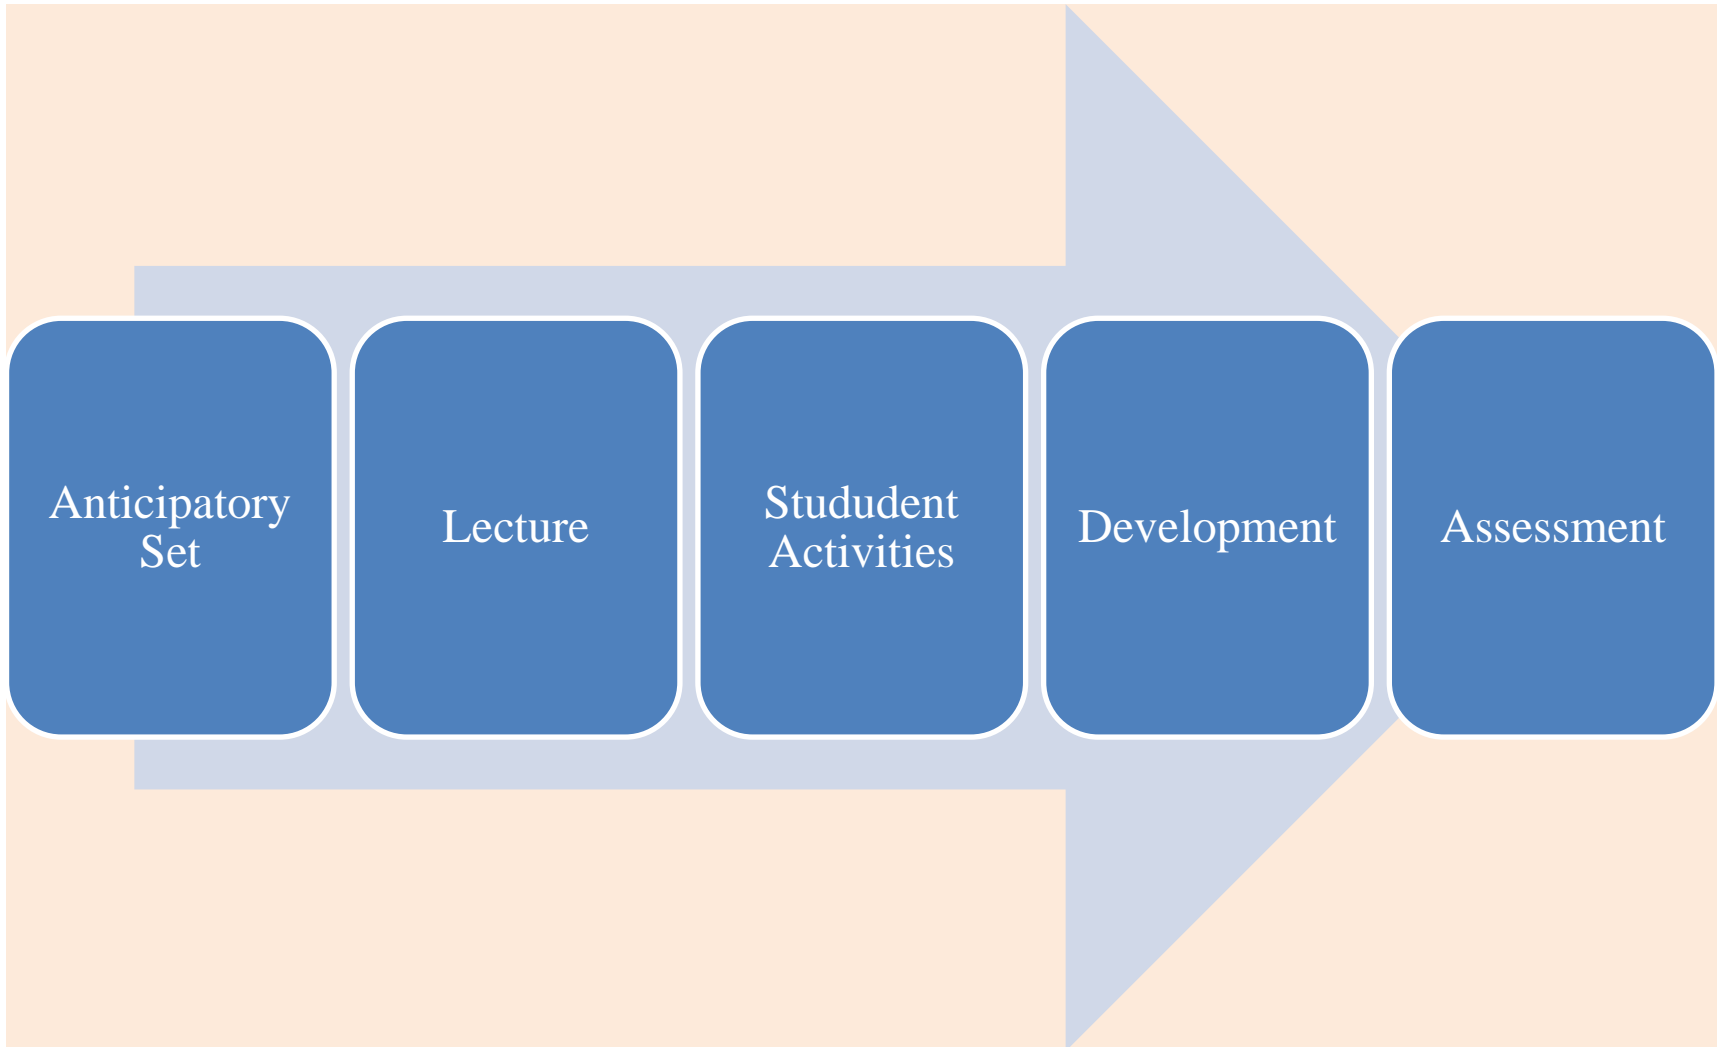 Anticipatory
Set
Lecture
Stududent
Activities
Development
Assessment